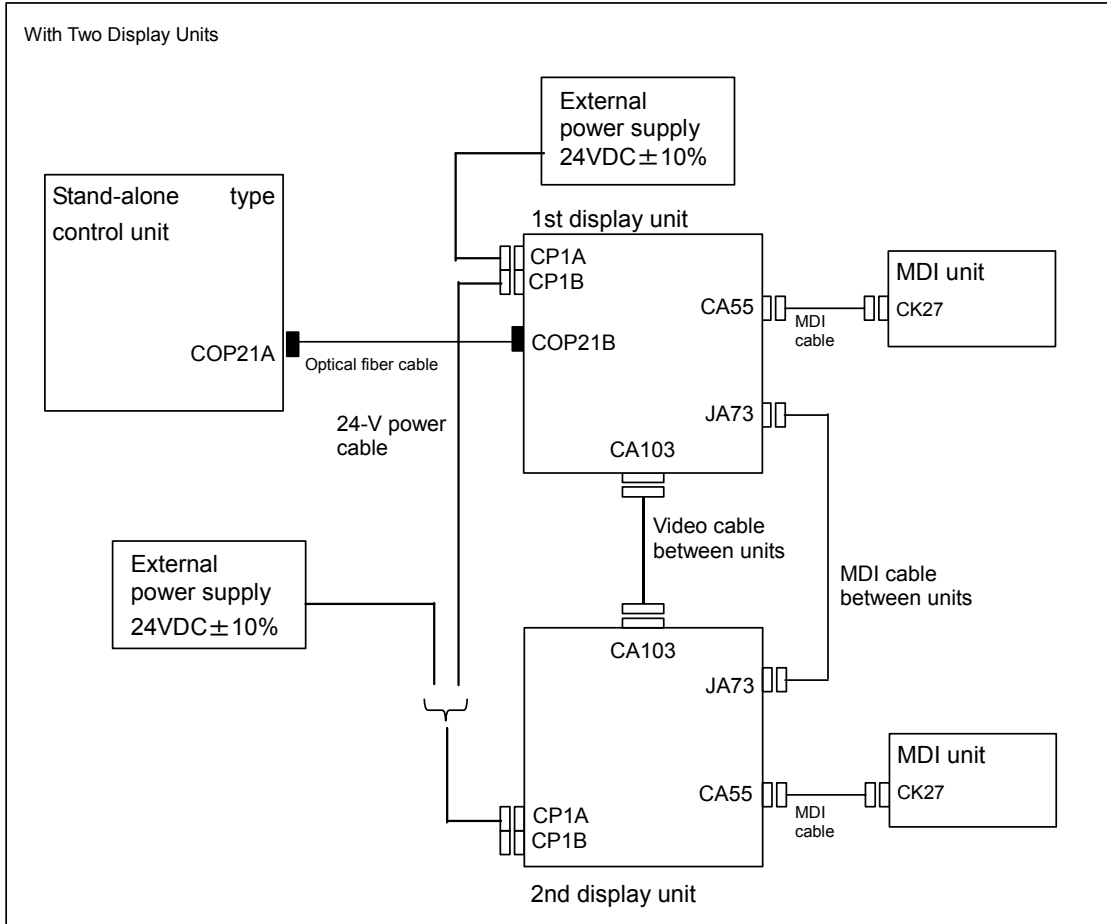 With Two Display Units
External
power supply
24VDC±10%
Stand-alone type
control unit
1st display unit
CP1A
CP1B
MDI unit
CA55
CK27
MDI
cable
COP21A
COP21B
Optical fiber cable
JA73
24-V power
cable
CA103
Video cable
between units
External
power supply
24VDC±10%
MDI cable
between units
CA103
JA73
MDI unit
CA55
CK27
MDI
cable
CP1A
CP1B
2nd display unit